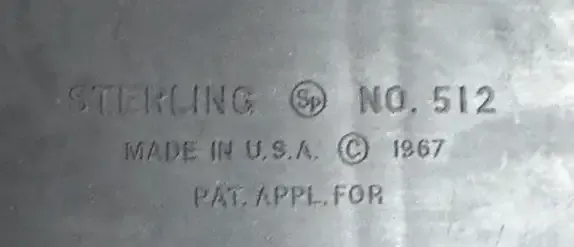 STERLING Sp NO. 512
MADE IN U.S.A. © 1967
PAT. APPL. FOR